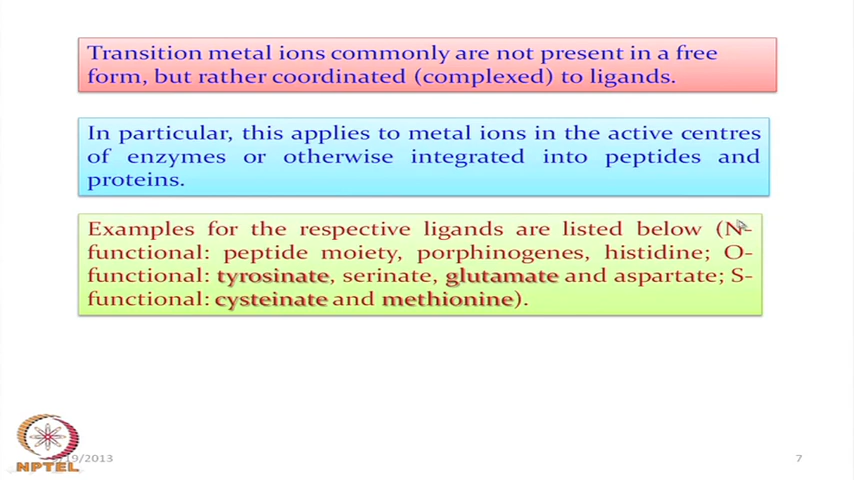 Transition metal ions commonly are not present in a free
form, but rather coordinated (complexed) to ligands.
In particular, this applies to metal ions in the active centres
of enzymes or otherwise integrated into peptides and
proteins.
Examples for the respective ligands are listed below (N-
functional: peptide moiety, porphinogenes, histidine; O-
functional: tyrosinate, serinate, glutamate and aspartate; S-
functional: cysteinate and methionine).
NPTEL
19/2013
7